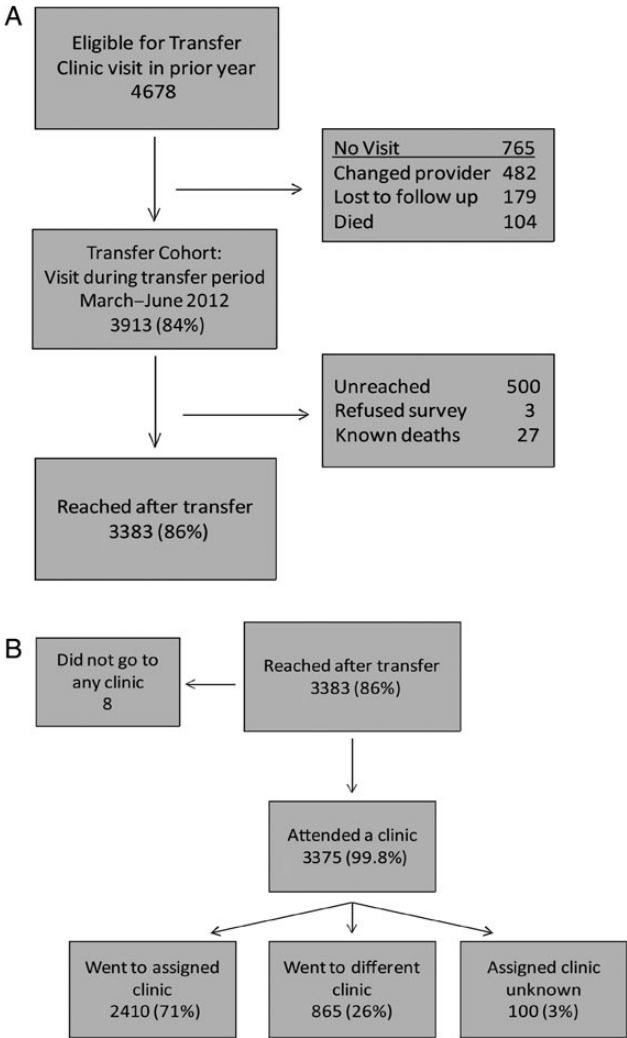 A
Eligible for Transfer
Clinic visit in prior year
4678
No Visit 765
Changed provider 482
Lost to follow up 179
Died 104
Transfer Cohort:
Visit during transfer period
March–June 2012
3913 (84%)
Unreached 500
Refused survey 3
Known deaths 27
Reached after transfer
3383 (86%)
B
Did not go to
any clinic
8
Reached after transfer
3383 (86%)
Attended a clinic
3375 (99.8%)
Went to assigned
clinic
2410 (71%)
Went to different
clinic
865 (26%)
Assigned clinic
unknown
100 (3%)